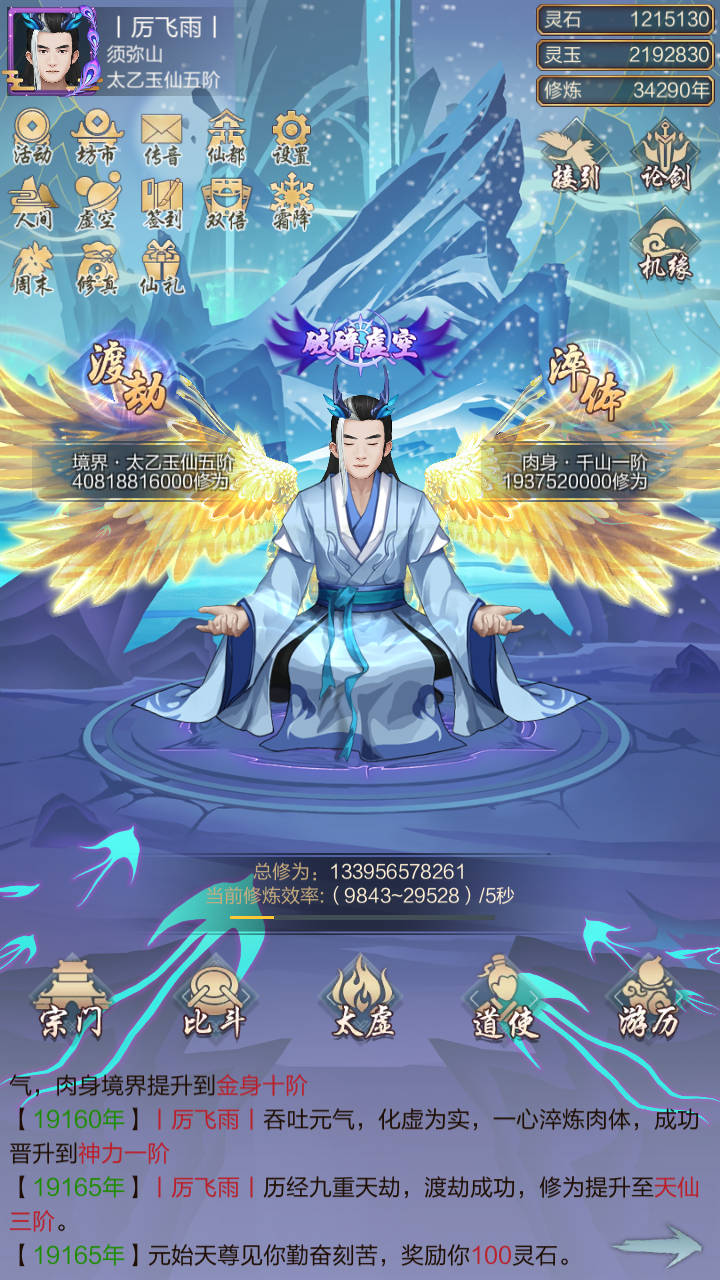 丨厉飞雨丨
须弥山
太乙玉仙五阶
灵石 1215130
灵玉 2192830
修炼 34290年
活动 坊市 传音 仙都 设置
人间 虚空 签到 双倍 霜降
周末 修真 仙礼
接引 论剑
机缘
破碎虚空
渡劫
淬体
境界·太乙玉仙五阶
40818816000修为
肉身·千山一阶
1937520000修为
总修为：133956578261
当前修炼效率:（9843~29528）/5秒
宗门 比斗 太虚 道使 游历
气，肉身境界提升到金身十阶
【19160年】丨厉飞雨丨吞吐元气，化虚为实，一心淬炼肉体，成功
晋升到神力一阶
【19165年】丨厉飞雨丨历经九重天劫，渡劫成功，修为提升至天仙
三阶。
【19165年】元始天尊见你勤奋刻苦，奖励你100灵石。